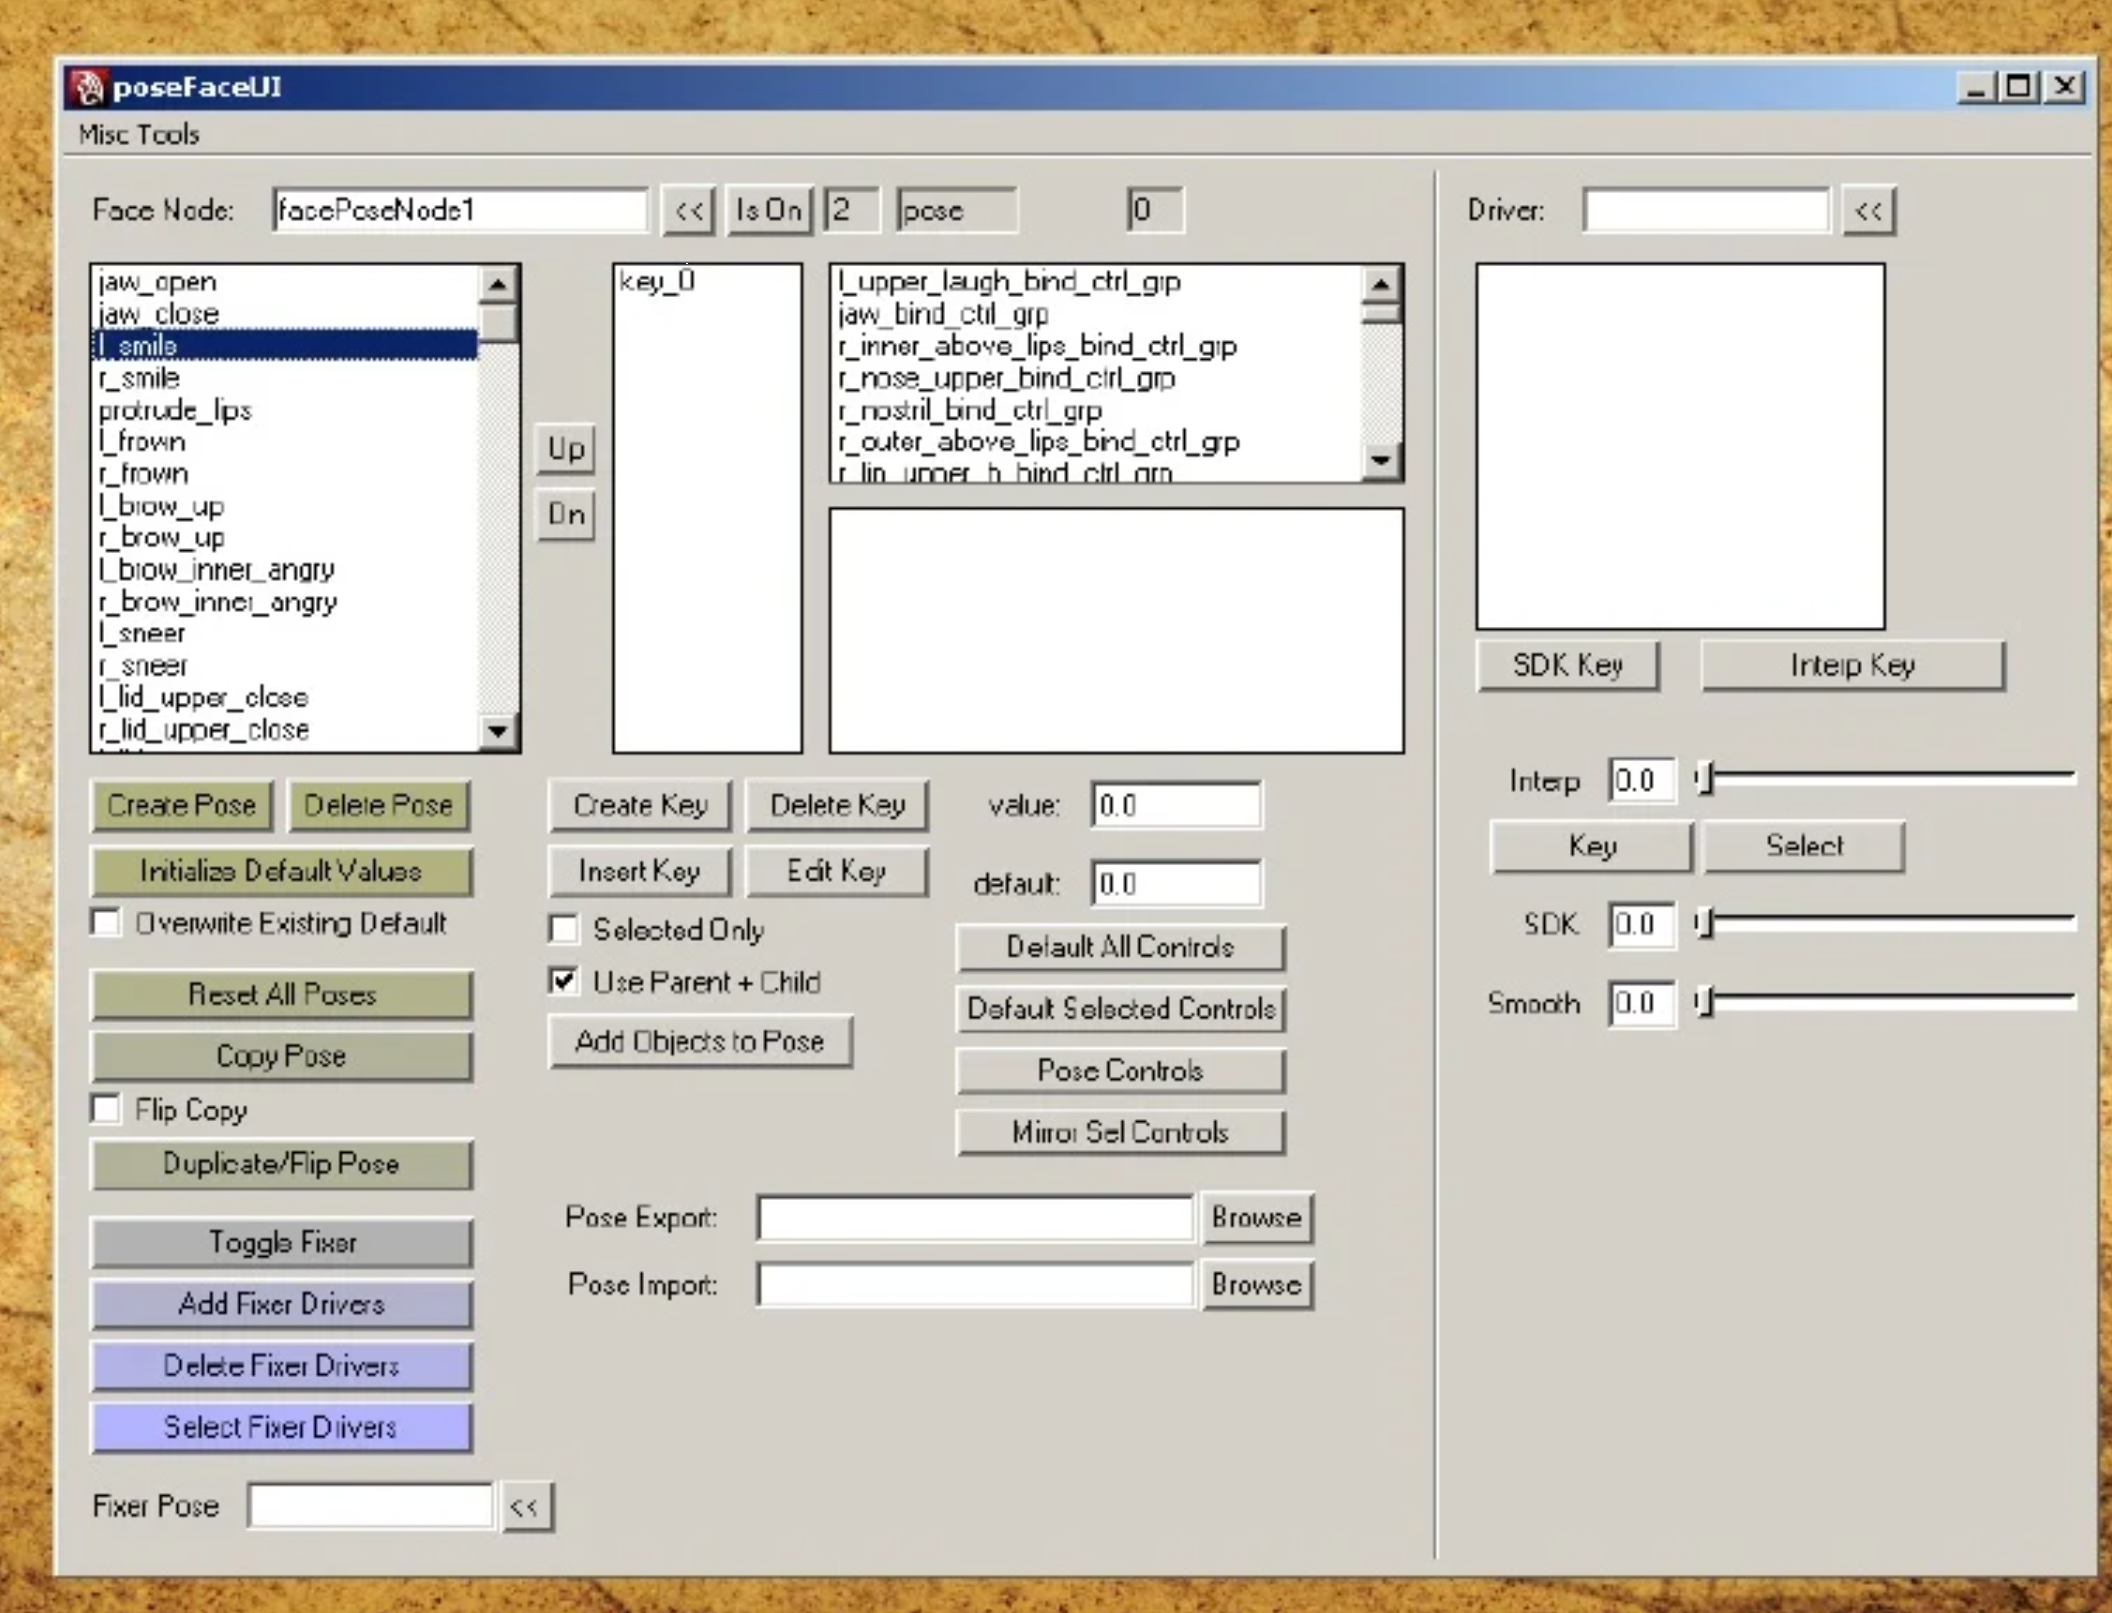 poseFaceUI
Misc Tools
Face Node: facePoseNode1 << Is On 2 pose 0
Driver: <<
jaw_open
jaw_close
l_smile
r_smile
protrude_lips
l_frown
r_frown
l_brow_up
r_brow_up
l_brow_inner_angry
r_brow_inner_angry
l_sneer
r_sneer
l_lid_upper_close
r_lid_upper_close
Up
Dn
key_0
l_upper_laugh_bind_ctrl_grp
jaw_bind_ctrl_grp
r_inner_above_lips_bind_ctrl_grp
r_nose_upper_bind_ctrl_grp
r_nostril_bind_ctrl_grp
r_outer_above_lips_bind_ctrl_grp
r_lip_upper_b_bind_ctrl_grp
SDK Key Interp Key
Create Pose Delete Pose
Initialize Default Values
Overwrite Existing Default
Reset All Poses
Copy Pose
Flip Copy
Duplicate/Flip Pose
Toggle Fixer
Add Fixer Drivers
Delete Fixer Drivers
Select Fixer Drivers
Fixer Pose <<
Create Key Delete Key
Insert Key Edit Key
Selected Only
Use Parent + Child
Add Objects to Pose
value: 0.0
default: 0.0
Default All Controls
Default Selected Controls
Pose Controls
Mirror Sel Controls
Pose Export: Browse
Pose Import: Browse
Interp 0.0
Key Select
SDK 0.0
Smooth 0.0